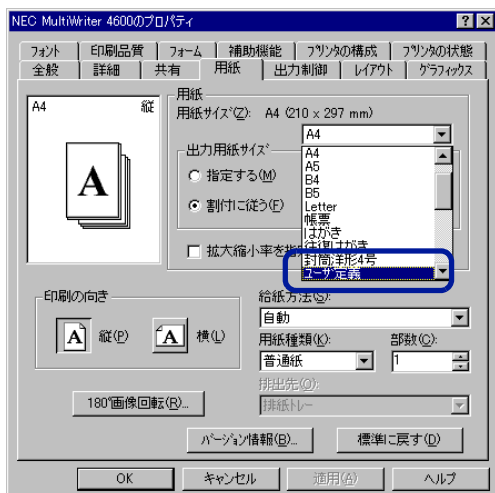 NEC MultiWriter 4600のプロパティ
フォント 印刷品質 フォーム 補助機能 プリンタの構成 プリンタの状態
全般 詳細 共有 用紙 出力制御 レイアウト グラフィックス
A4 縦
A
用紙
用紙サイズ(Z): A4 (210 x 297 mm)
A4
出力用紙サイズ
指定する(M)
割付に従う(F)
A4
A5
B4
B5
Letter
帳票
はがき
往復はがき
封筒洋形4号
ユーザ定義
拡大縮小率を指
印刷の向き
A 縦(P) A 横(L)
180°画像回転(R)...
給紙方法(S):
自動
用紙種類(K): 部数(C):
普通紙 1
排出先(O):
排紙トレー
バージョン情報(B)... 標準に戻す(D)
OK キャンセル 適用(A) ヘルプ